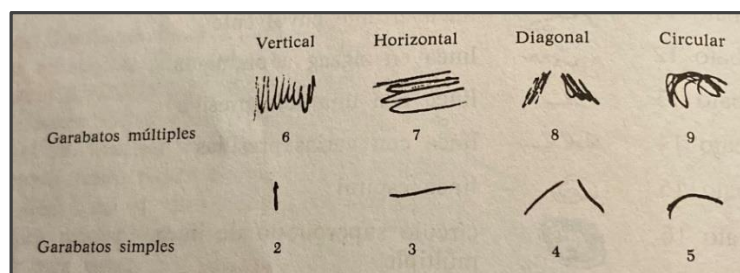 Vertical Horizontal Diagonal Circular
Garabatos múltiples 6 7 8 9
Garabatos simples 2 3 4 5